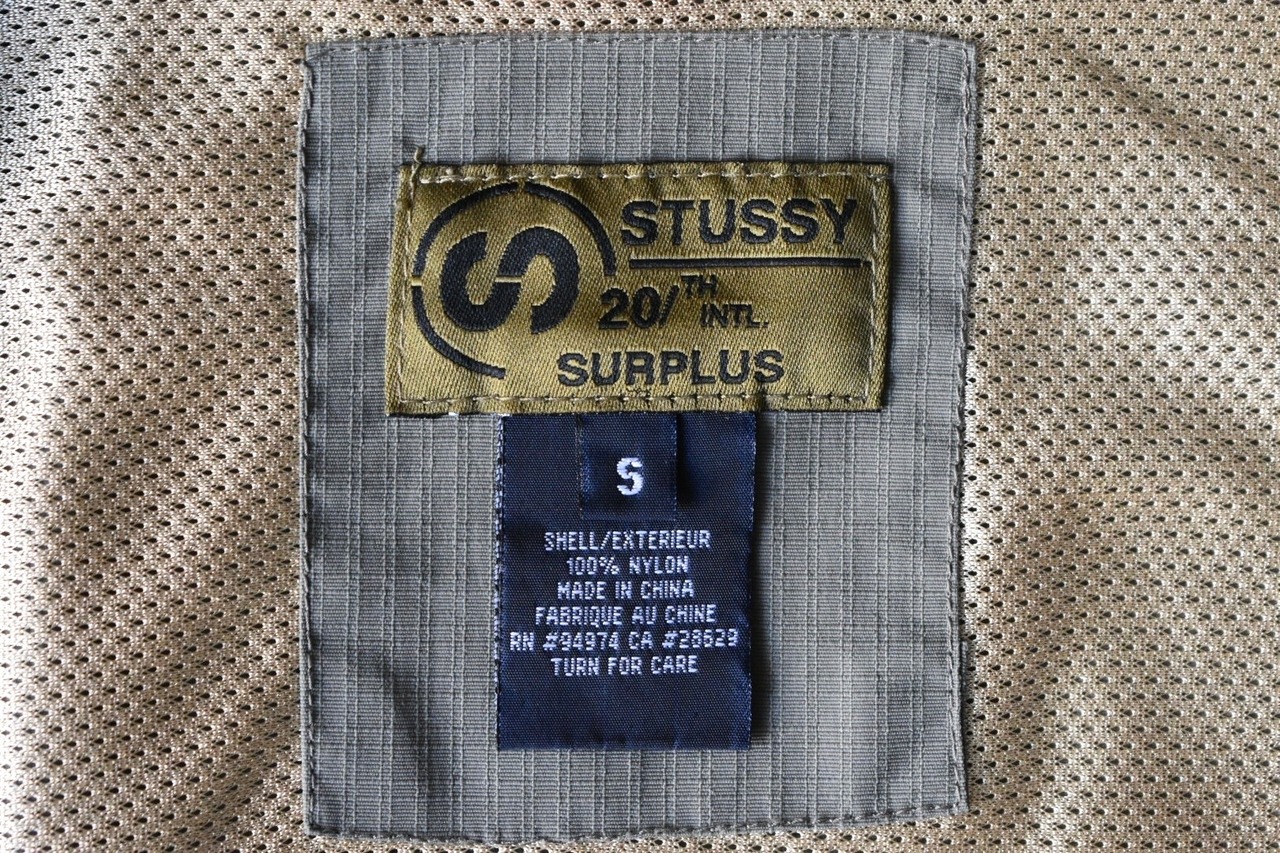 S
STUSSY
20/TH INTL.
SURPLUS
S
SHELL/EXTERIEUR
100% NYLON
MADE IN CHINA
FABRIQUE AU CHINE
RN #94974 CA #28623
TURN FOR CARE